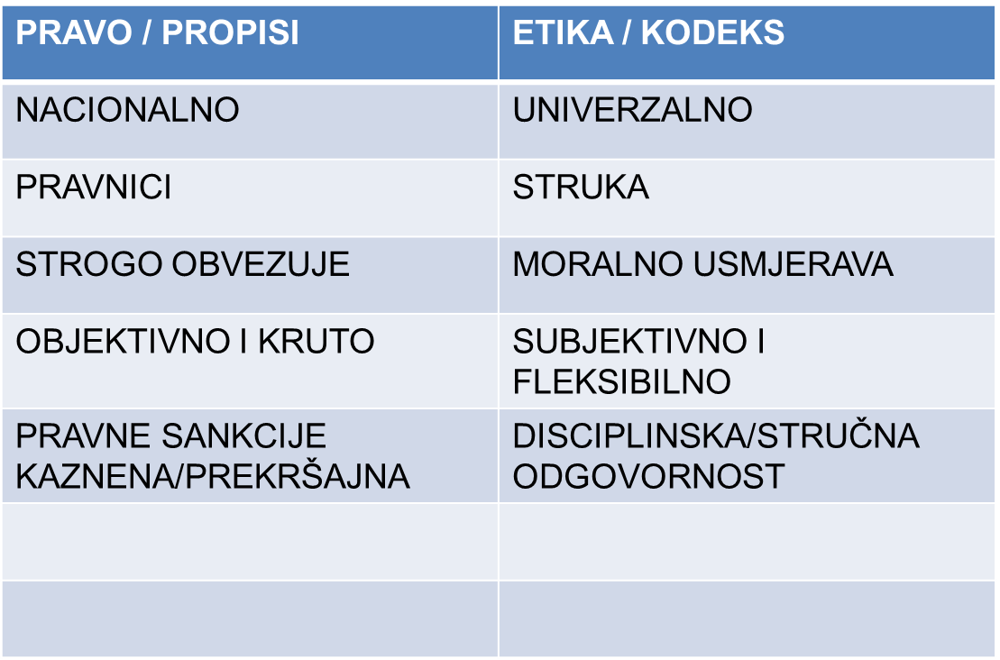 PRAVO / PROPISI
ETIKA / KODEKS
NACIONALNO
UNIVERZALNO
PRAVNICI
STRUKA
STROGO OBVEZUJE
MORALNO USMJERAVA
OBJEKTIVNO I KRUTO
SUBJEKTIVNO I
FLEKSIBILNO
PRAVNE SANKCIJE
KAZNENA/PREKRŠAJNA
DISCIPLINSKA/STRUČNA
ODGOVORNOST